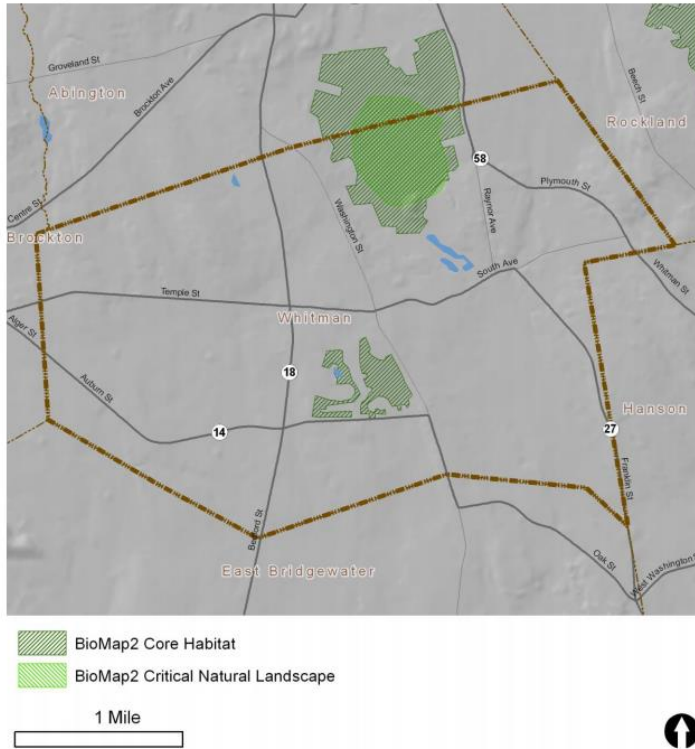 Groveland St
Abington
Brockton Ave
Beech St
Rockland
58
Plymouth St
Centre St
Brockton
Washington St
Raynor Ave
South Ave
Whitman St
Temple St
Whitman
Alger St
Auburn St
18
14
Hanson
27
Franklin St
Bedford St
East Bridgewater
Oak St
West Washington
BioMap2 Core Habitat
BioMap2 Critical Natural Landscape
1 Mile